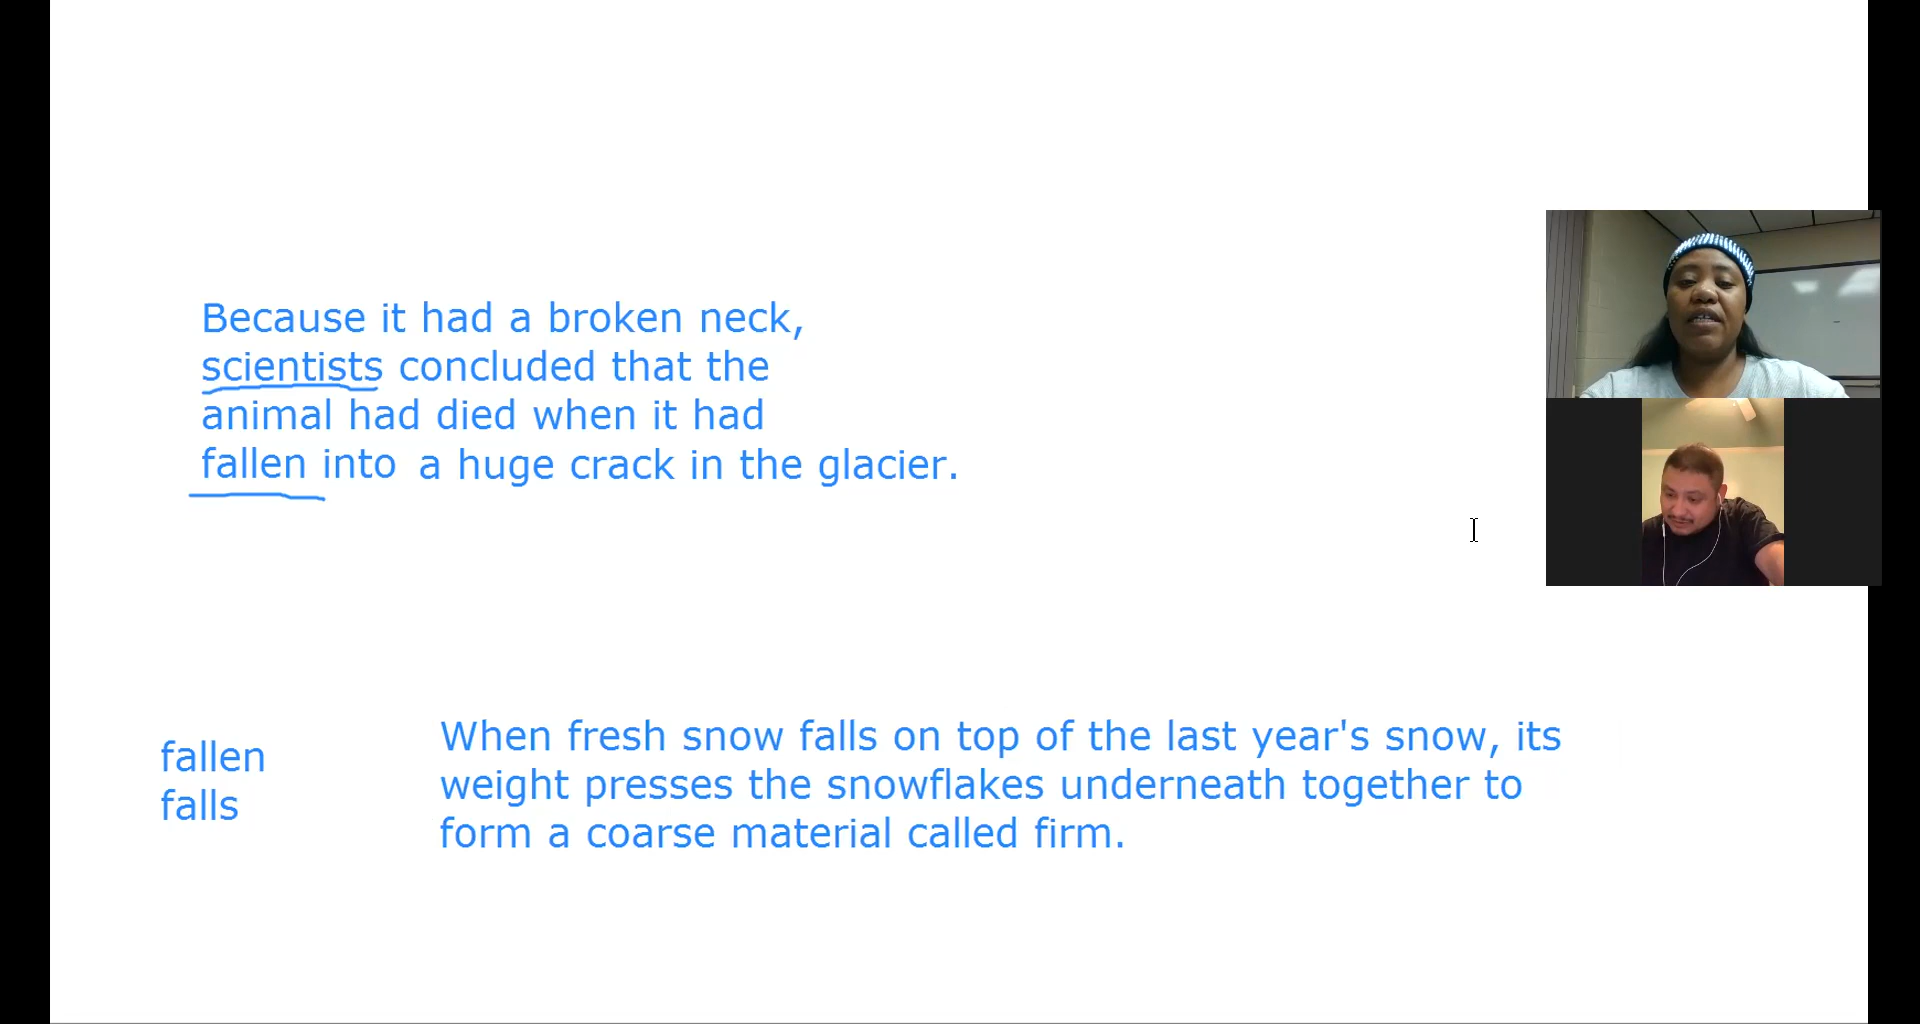 Because it had a broken neck,
scientists concluded that the
animal had died when it had
fallen into a huge crack in the glacier.
fallen
falls
When fresh snow falls on top of the last year's snow, its
weight presses the snowflakes underneath together to
form a coarse material called firm.